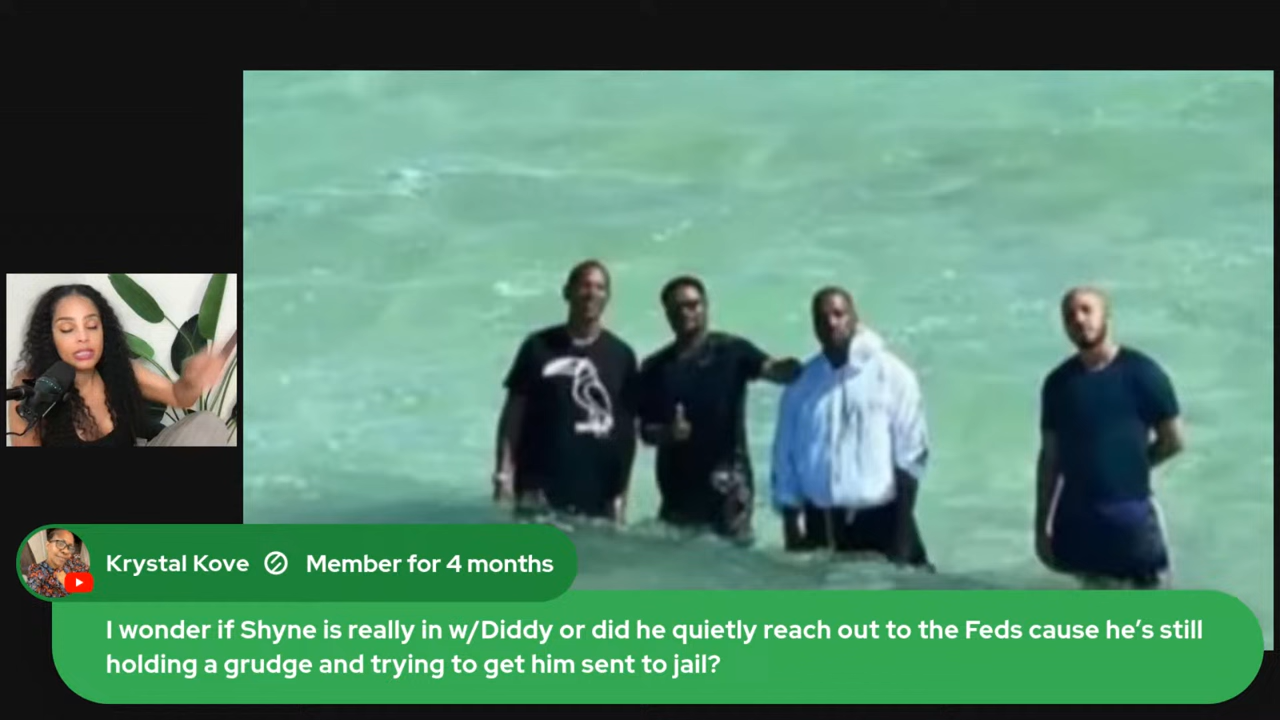 Krystal Kove Member for 4 months
I wonder if Shyne is really in w/Diddy or did he quietly reach out to the Feds cause he’s still
holding a grudge and trying to get him sent to jail?